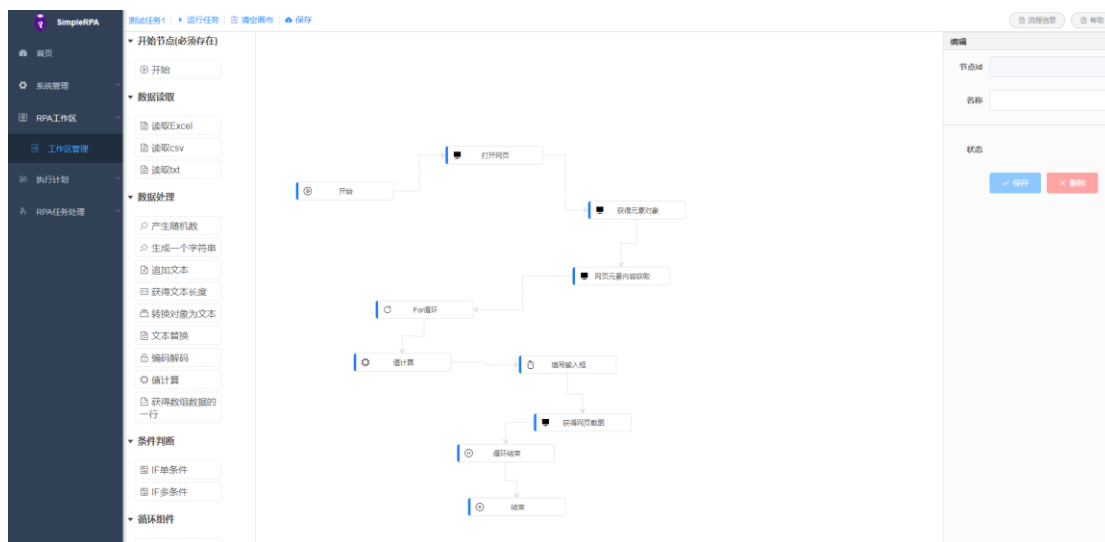 SimpleRPA
测试任务1 运行任务 清空画布 保存
流程信息 帮助
首页
系统管理
RPA工作区
工作区管理
执行计划
RPA任务处理
开始节点(必须存在)
开始
数据读取
读取Excel
读取csv
读取txt
数据处理
产生随机数
生成一个字符串
追加文本
获得文本长度
转换对象为文本
文本替换
编码解码
值计算
获得数组数据的
一行
条件判断
IF单条件
IF多条件
循环组件
打开网页
开始
获得元素对象
网页元素内容获取
For循环
值计算
填写输入框
获得网页截图
循环结束
结束
编辑
节点id
名称
状态
保存
删除